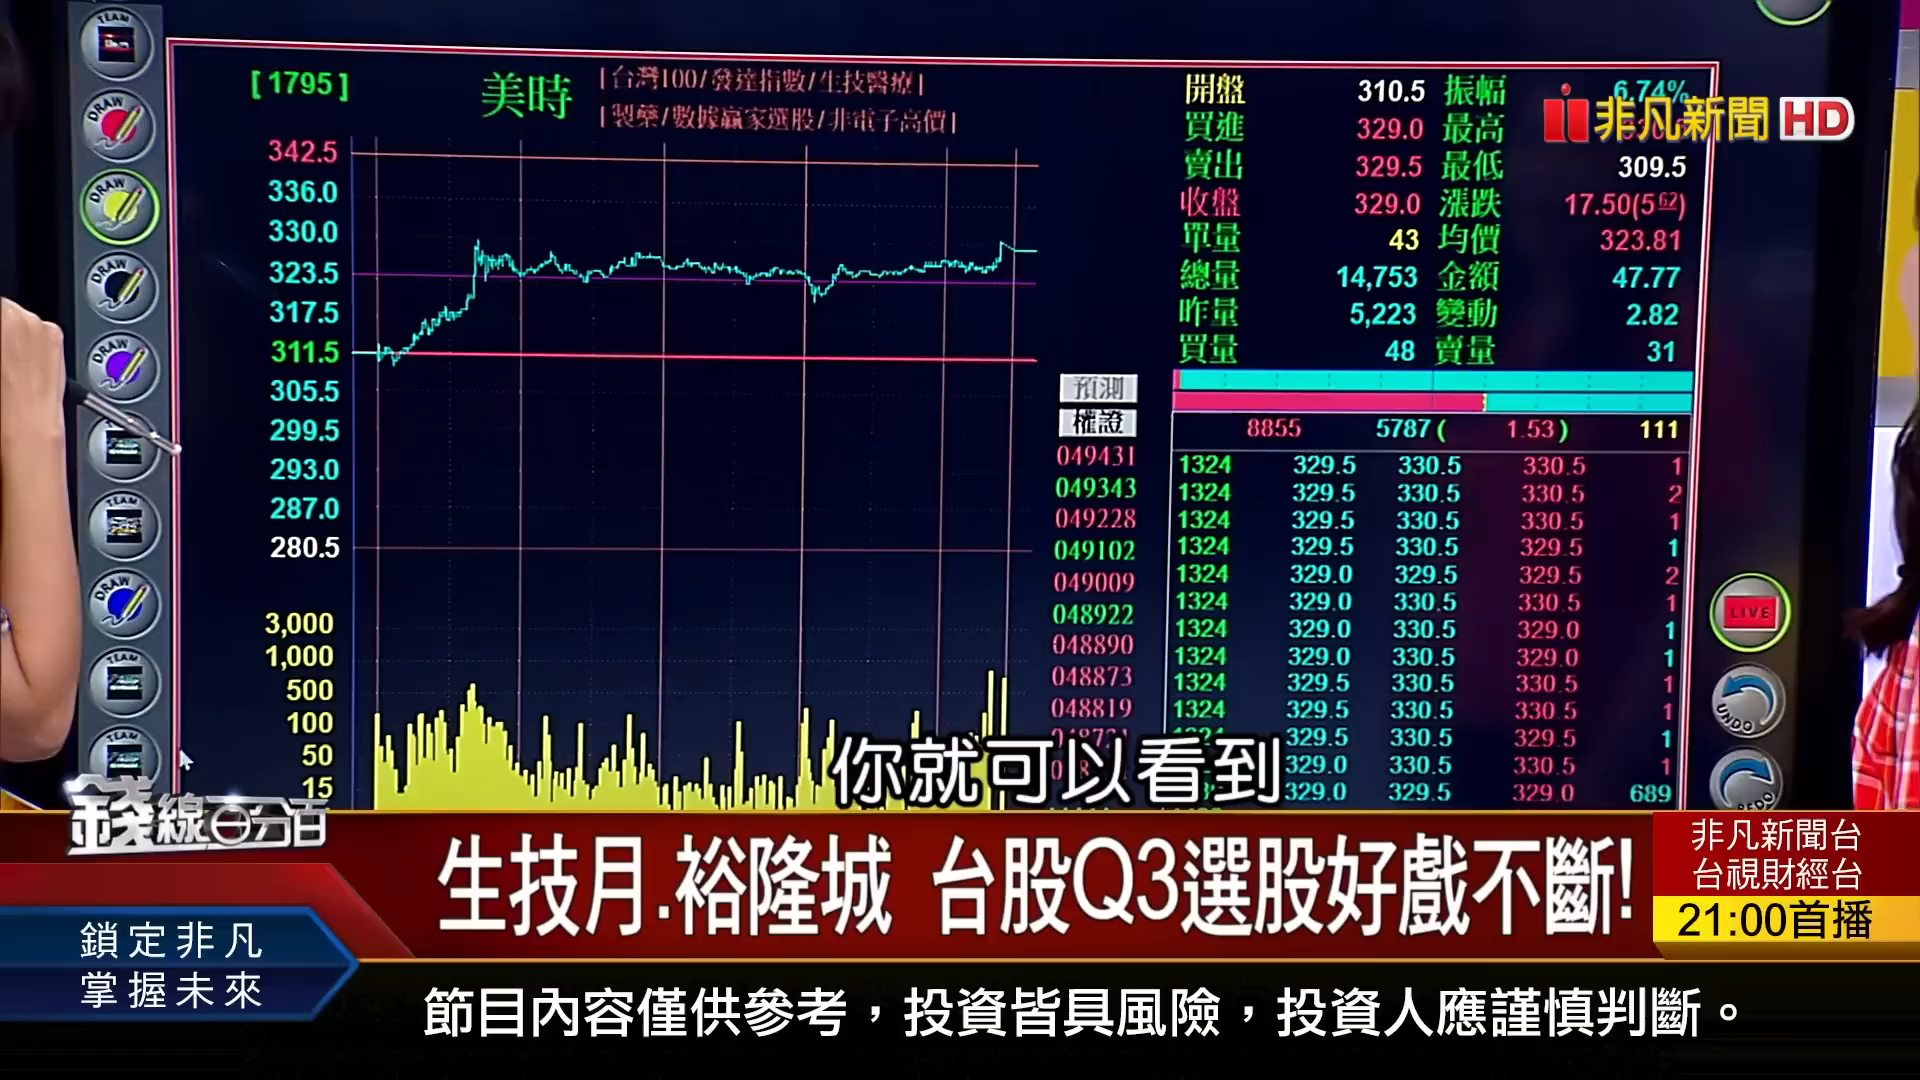 TEAM
[1795] 美時 | 台灣100/發達指數/生技醫療 |
| 製藥/數據贏家選股/非電子高價 |
開盤 310.5 振幅 6.74%
買進 329.0 最高
賣出 329.5 最低 309.5
收盤 329.0 漲跌 17.50(5.62)
單量 43 均價 323.81
總量 14,753 金額 47.77
昨量 5,223 變動 2.82
買量 48 賣量 31
非凡新聞HD
342.5
336.0
330.0
323.5
317.5
311.5
305.5
299.5
293.0
287.0
280.5
3,000
1,000
500
100
50
15
DRAW
DRAW
DRAW
DRAW
TEAM
DRAW
TEAM
TEAM
預測
權證
049431
049343
049228
049102
049009
048922
048890
048873
048819
8855 5787( 1.53) 111
1324 329.5 330.5 330.5 1
1324 329.5 330.5 330.5 2
1324 329.5 330.5 330.5 1
1324 329.5 330.5 329.5 1
1324 329.0 329.5 329.5 2
1324 329.0 330.5 330.5 1
1324 329.0 330.5 329.0 1
1324 329.0 330.5 329.0 1
1324 329.5 330.5 330.5 1
1324 329.5 330.5 330.5 1
329.5 330.5 329.5 1
329.0 330.5 330.5 1
329.0 329.5 329.0 689
LIVE
UNDO
REDO
你就可以看到
錢線百分百
生技月.裕隆城 台股Q3選股好戲不斷!
非凡新聞台
台視財經台
21:00首播
鎖定非凡
掌握未來
節目內容僅供參考，投資皆具風險，投資人應謹慎判斷。